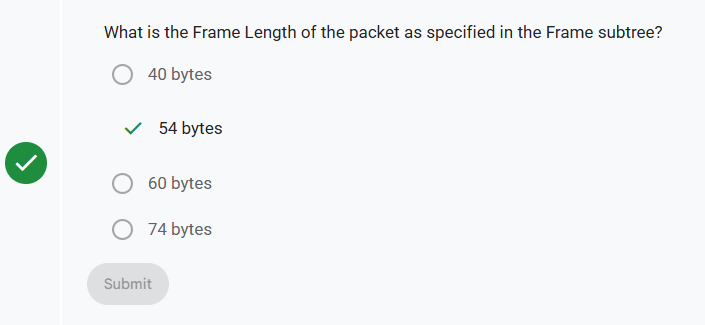 What is the Frame Length of the packet as specified in the Frame subtree?
40 bytes
54 bytes
60 bytes
74 bytes
Submit